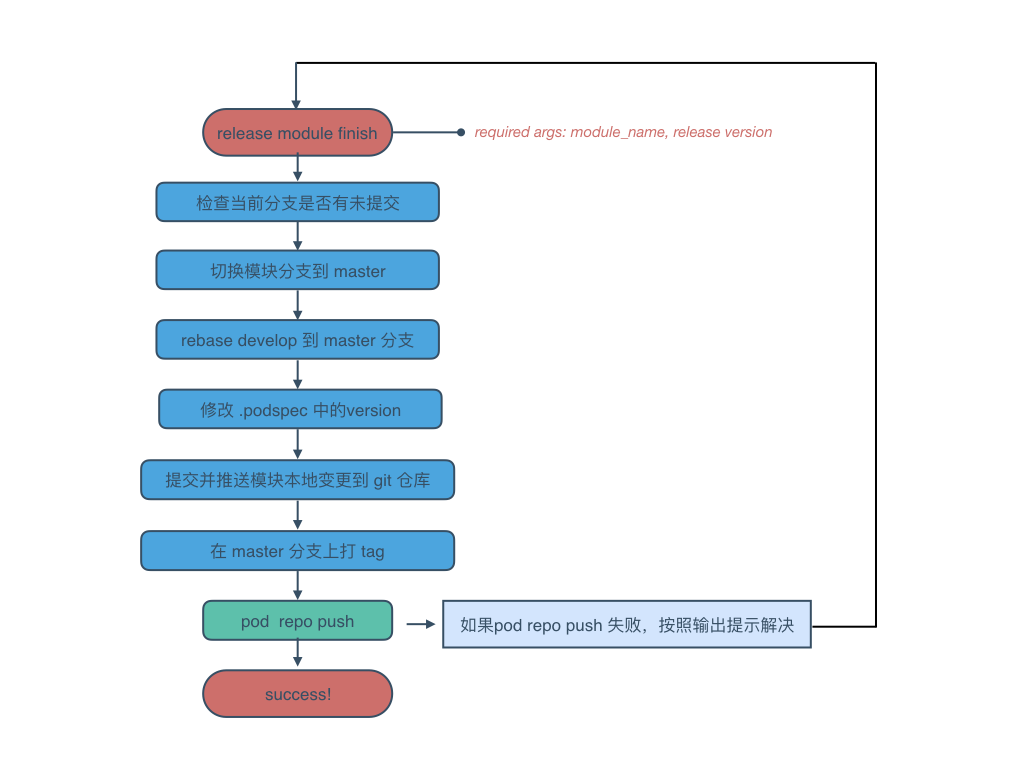 release module finish
required args: module_name, release version
检查当前分支是否有未提交
切换模块分支到 master
rebase develop 到 master 分支
修改 .podspec 中的version
提交并推送模块本地变更到 git 仓库
在 master 分支上打 tag
pod  repo push
如果pod repo push 失败，按照输出提示解决
success!